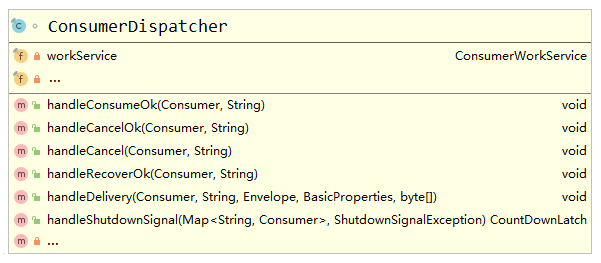 C ConsumerDispatcher
f workService ConsumerWorkService
f ...
m handleConsumeOk(Consumer, String) void
m handleCancelOk(Consumer, String) void
m handleCancel(Consumer, String) void
m handleRecoverOk(Consumer, String) void
m handleDelivery(Consumer, String, Envelope, BasicProperties, byte[]) void
m handleShutdownSignal(Map<String, Consumer>, ShutdownSignalException) CountDownLatch
m ...